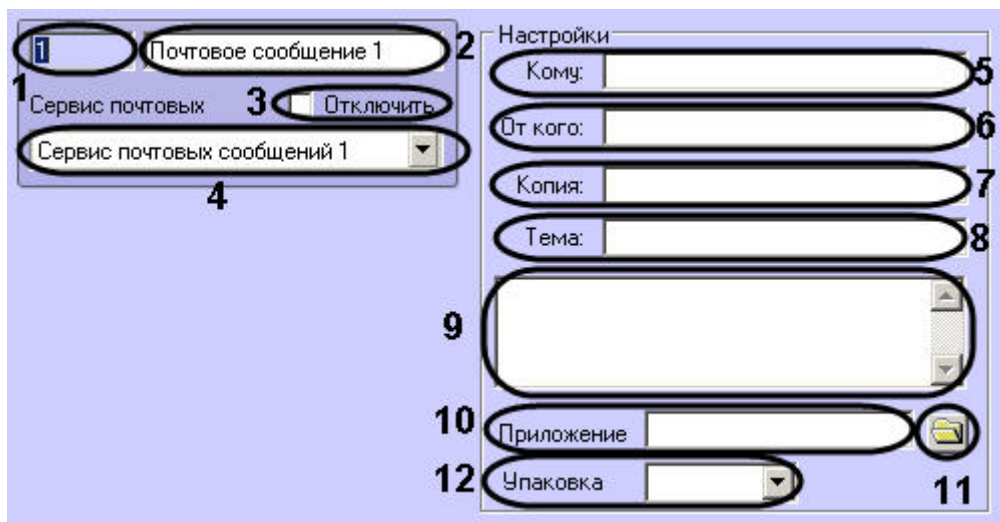 1
Почтовое сообщение 1
2
1
Сервис почтовых
3
Отключить
Сервис почтовых сообщений 1
4
Настройки
Кому:
5
От кого:
6
Копия:
7
Тема:
8
9
10
Приложение
11
12
Упаковка